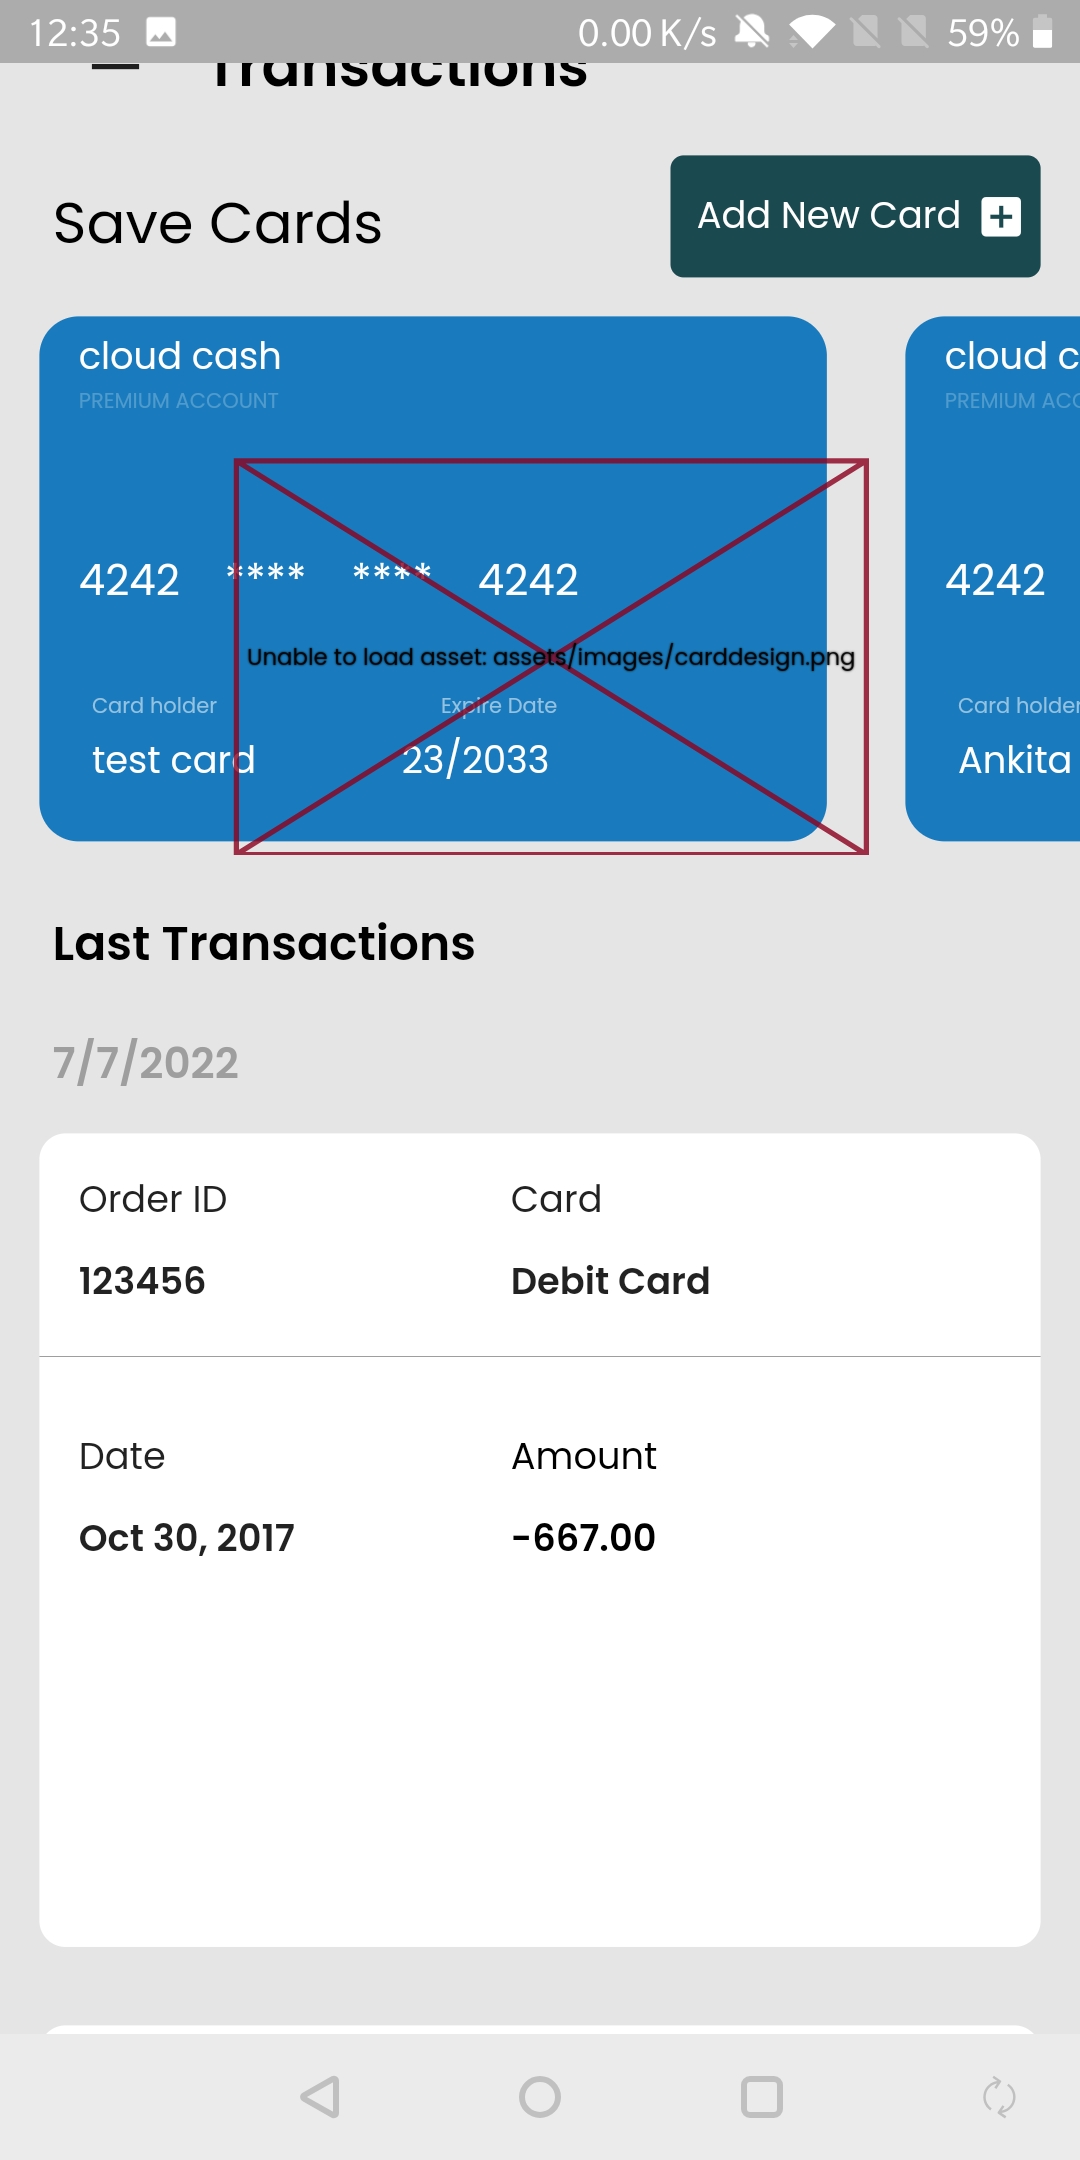 12:35 0.00 K/s 59%
Transactions
Save Cards
Add New Card
cloud cash
PREMIUM ACCOUNT
4242 **** **** 4242
Unable to load asset: assets/images/carddesign.png
Card holder Expire Date
test card 23/2033
cloud c
PREMIUM ACC
4242
Card holder
Ankita
Last Transactions
7/7/2022
Order ID Card
123456 Debit Card
Date Amount
Oct 30, 2017 -667.00